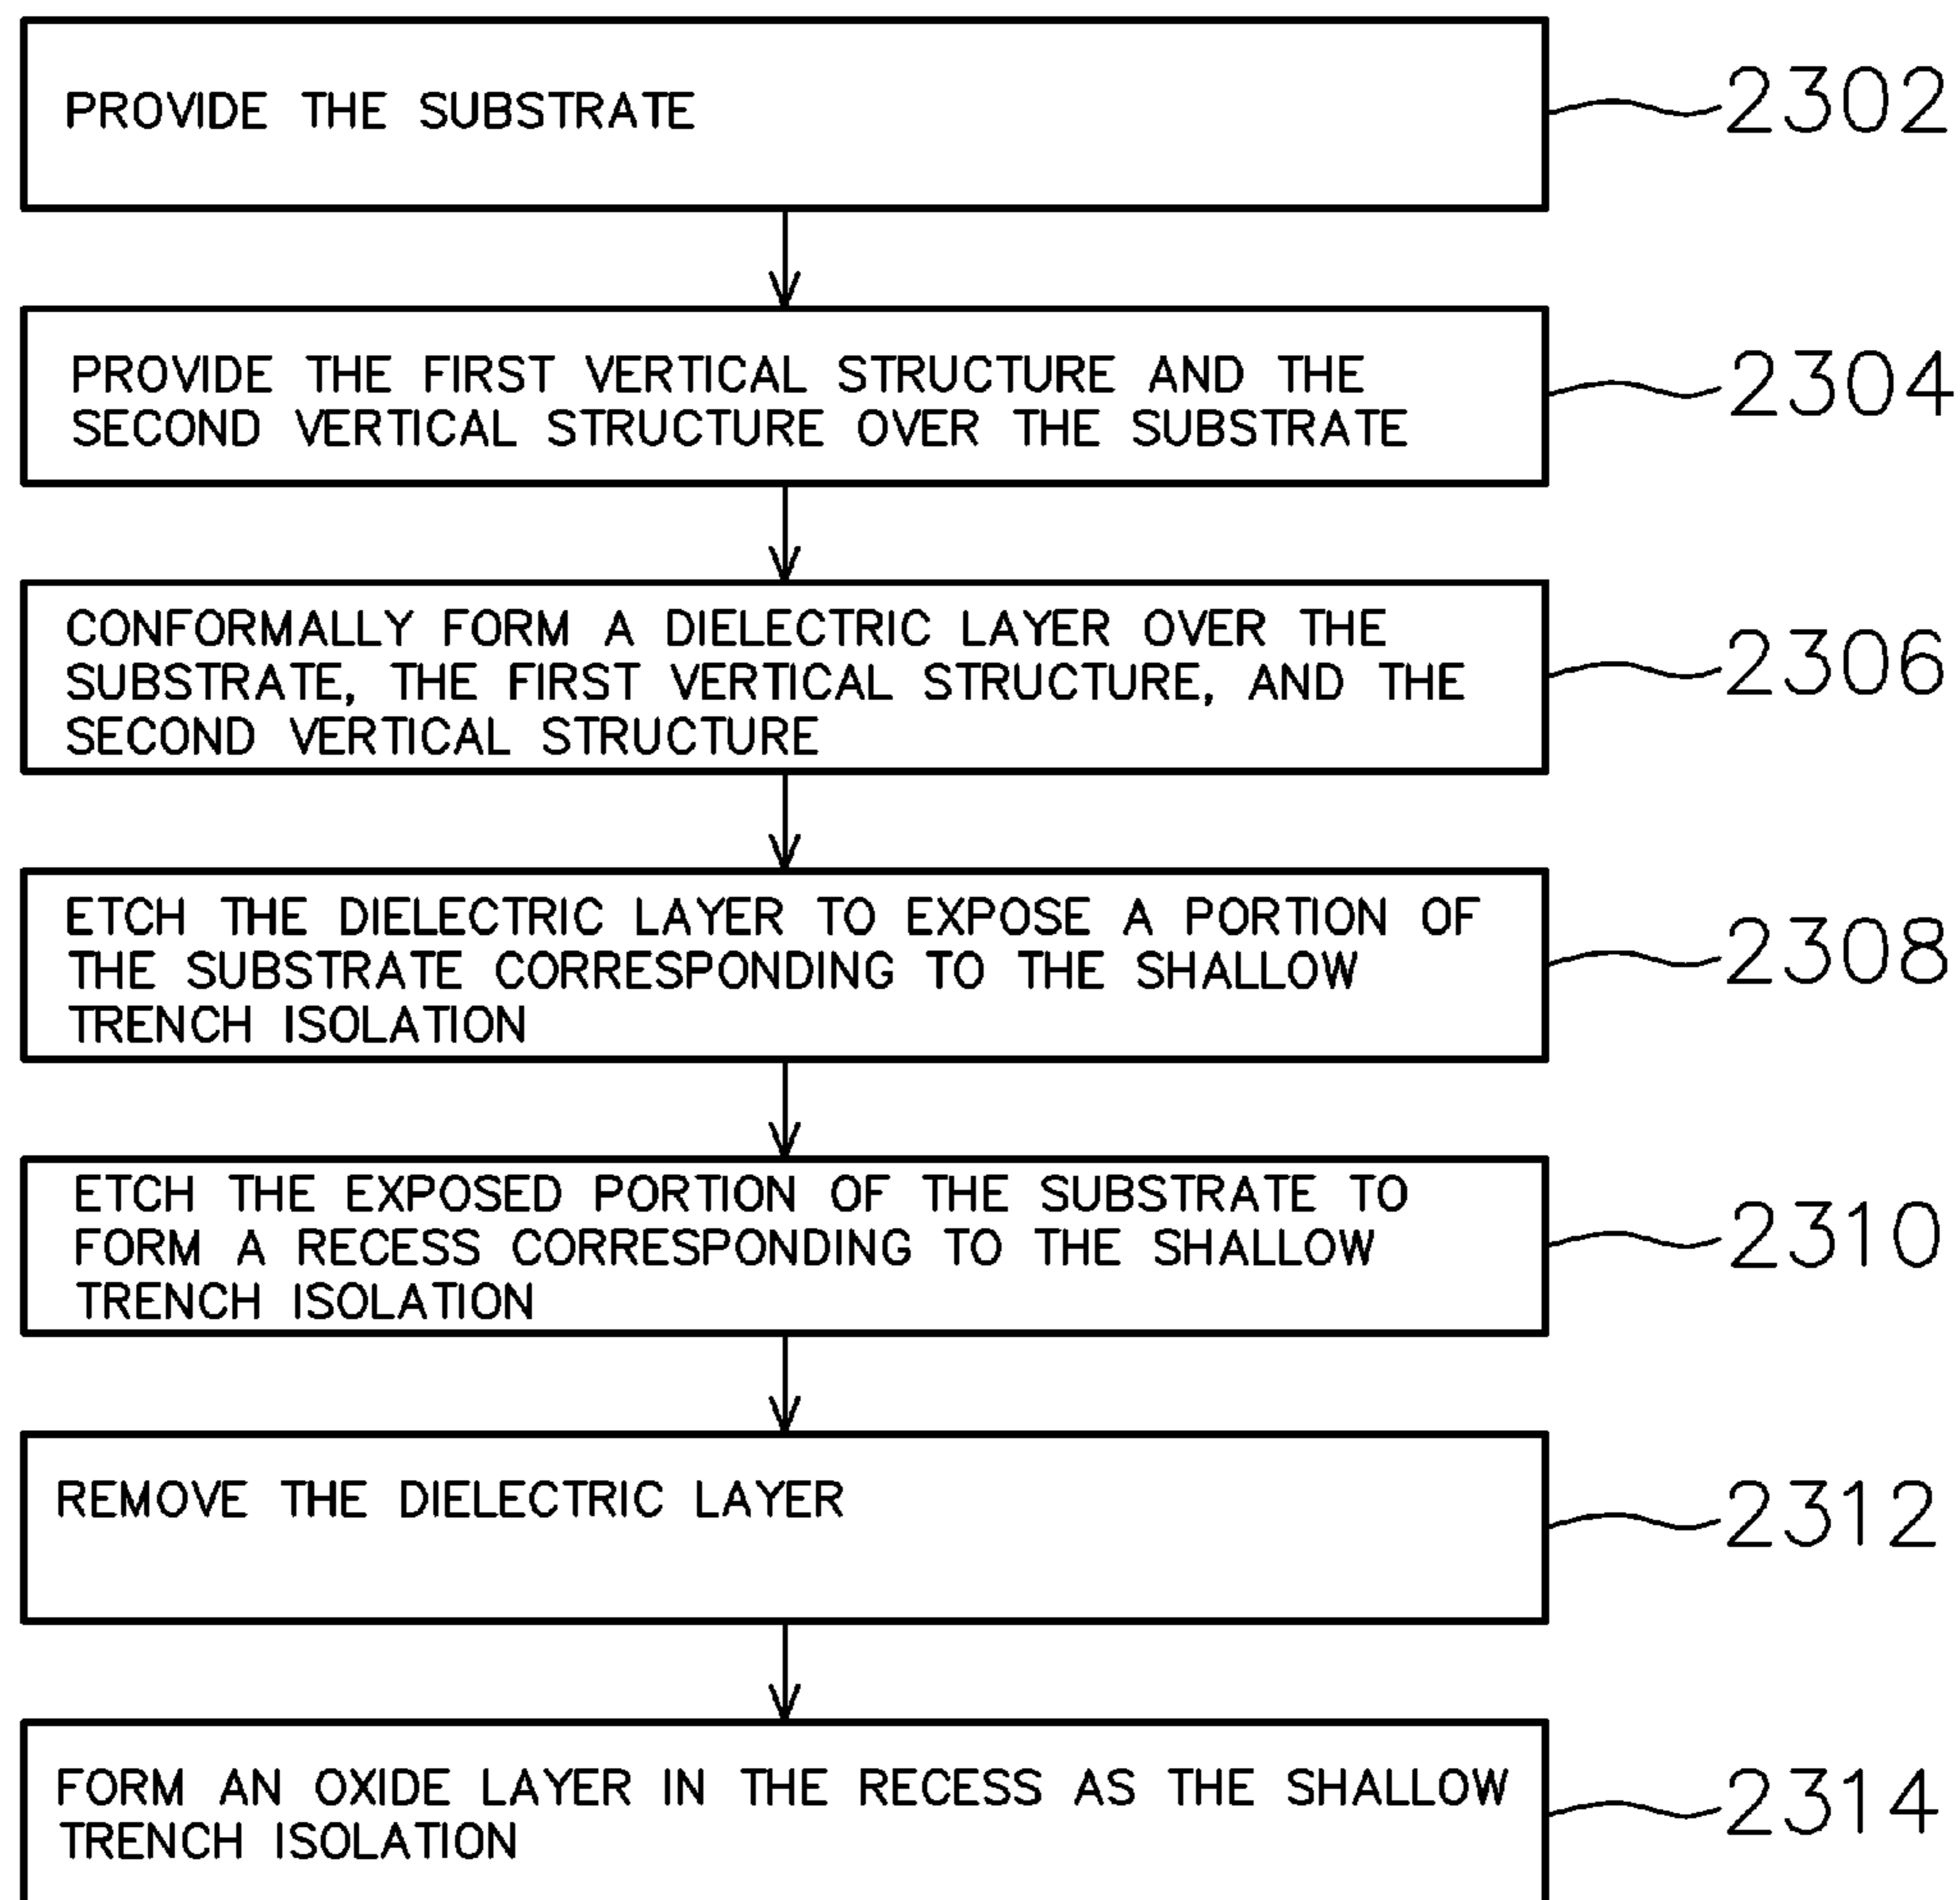 PROVIDE THE SUBSTRATE
2302
PROVIDE THE FIRST VERTICAL STRUCTURE AND THE
SECOND VERTICAL STRUCTURE OVER THE SUBSTRATE
2304
CONFORMALLY FORM A DIELECTRIC LAYER OVER THE
SUBSTRATE, THE FIRST VERTICAL STRUCTURE, AND THE
SECOND VERTICAL STRUCTURE
2306
ETCH THE DIELECTRIC LAYER TO EXPOSE A PORTION OF
THE SUBSTRATE CORRESPONDING TO THE SHALLOW
TRENCH ISOLATION
2308
ETCH THE EXPOSED PORTION OF THE SUBSTRATE TO
FORM A RECESS CORRESPONDING TO THE SHALLOW
TRENCH ISOLATION
2310
REMOVE THE DIELECTRIC LAYER
2312
FORM AN OXIDE LAYER IN THE RECESS AS THE SHALLOW
TRENCH ISOLATION
2314